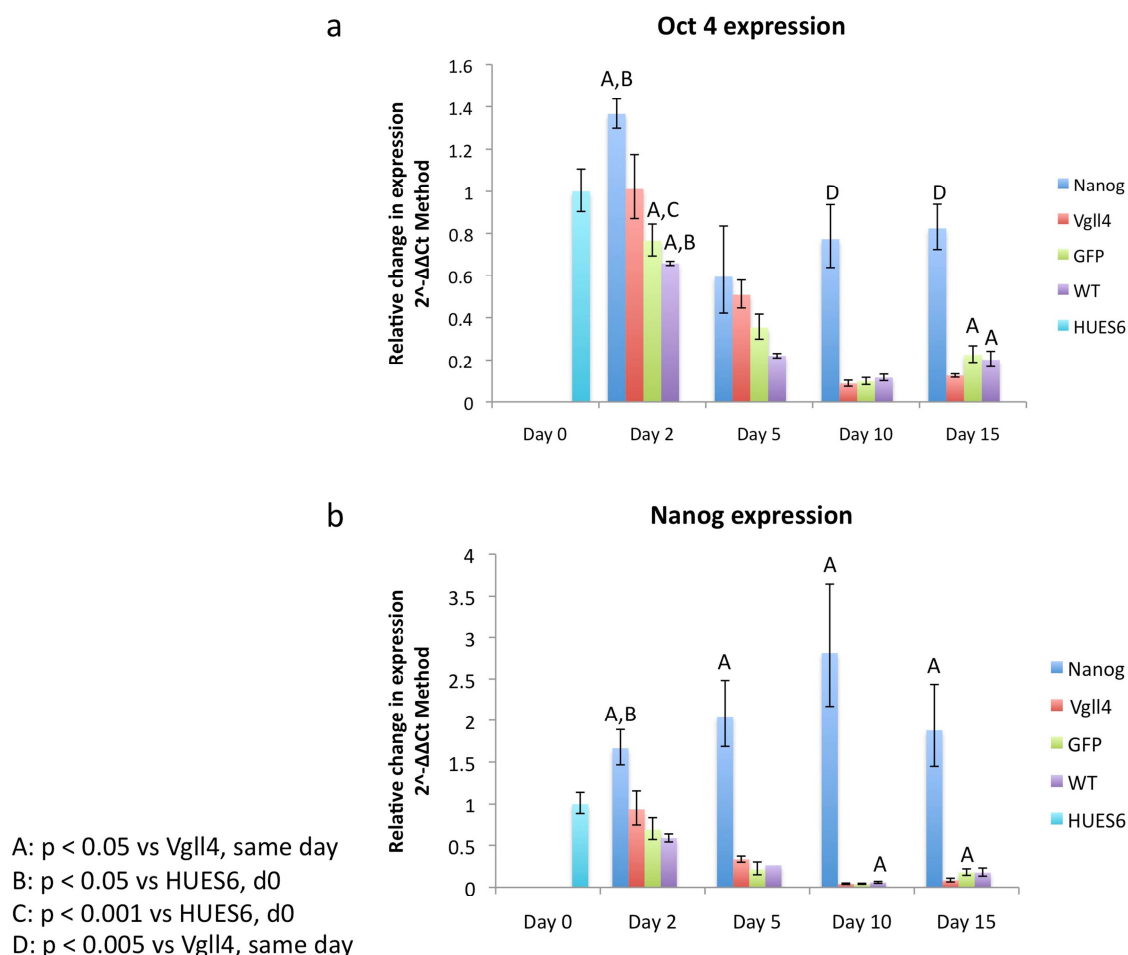 a
Oct 4 expression
Relative change in expression
2^-ΔΔCt Method
1.6
1.4
1.2
1
0.8
0.6
0.4
0.2
0
A,B
A,C
A,B
D
D
A
A
Day 0
Day 2
Day 5
Day 10
Day 15
Nanog
Vgll4
GFP
WT
HUES6
b
Nanog expression
Relative change in expression
2^-ΔΔCt Method
4
3.5
3
2.5
2
1.5
1
0.5
0
A,B
A
A
A
A
A
Day 0
Day 2
Day 5
Day 10
Day 15
Nanog
Vgll4
GFP
WT
HUES6
A: p < 0.05 vs Vgll4, same day
B: p < 0.05 vs HUES6, d0
C: p < 0.001 vs HUES6, d0
D: p < 0.005 vs Vgll4, same day